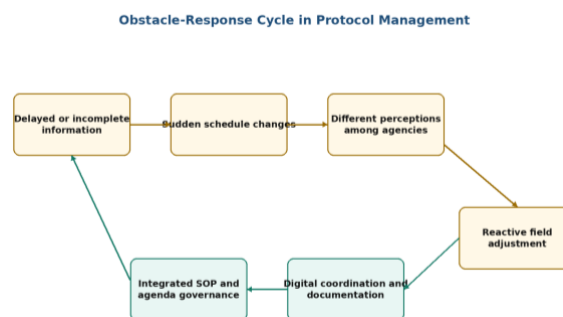 Obstacle-Response Cycle in Protocol Management
Delayed or incomplete
information
Sudden schedule changes
Different perceptions
among agencies
Reactive field
adjustment
Digital coordination and
documentation
Integrated SOP and
agenda governance